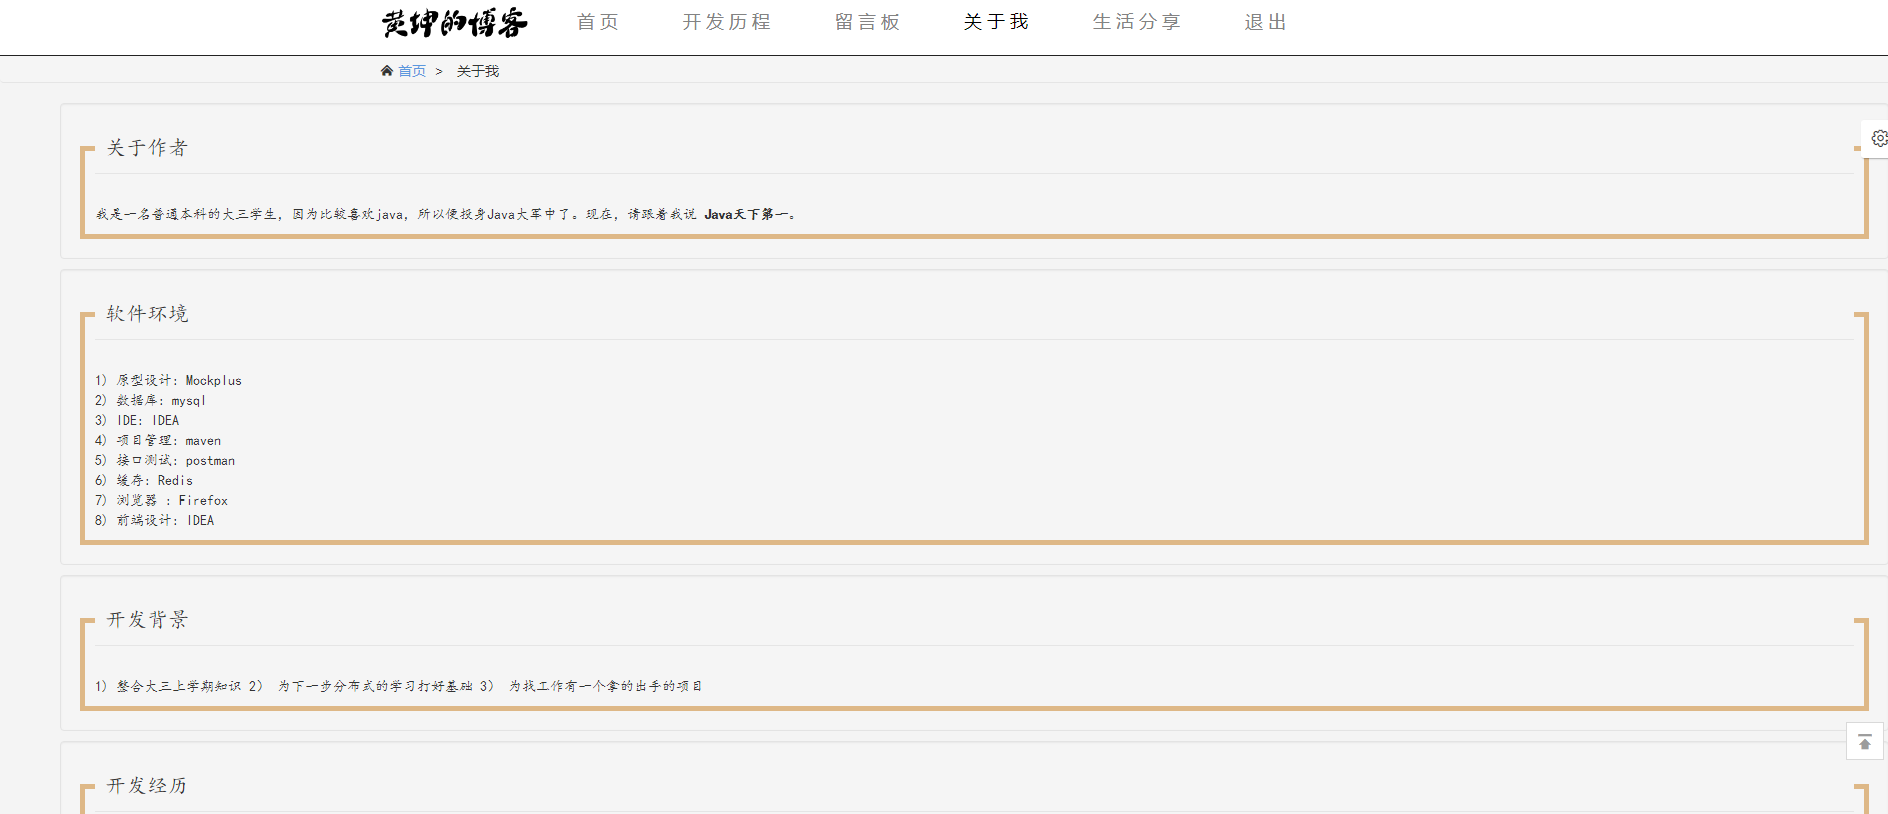 黄坤的博客 首页 开发历程 留言板 关于我 生活分享 退出
首页 > 关于我
关于作者
我是一名普通本科的大三学生，因为比较喜欢java，所以便投身Java大军中了。现在，请跟着我说 Java天下第一。
软件环境
1) 原型设计: Mockplus
2) 数据库: mysql
3) IDE: IDEA
4) 项目管理: maven
5) 接口测试: postman
6) 缓存: Redis
7) 浏览器 : Firefox
8) 前端设计: IDEA
开发背景
1) 整合大三上学期知识 2) 为下一步分布式的学习打好基础 3) 为找工作有一个拿的出手的项目
开发经历